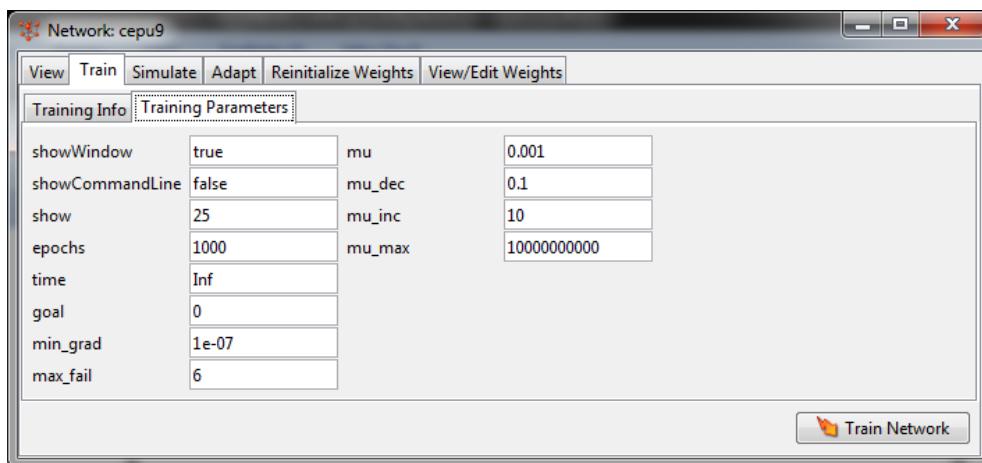 Network: cepu9
View Train Simulate Adapt Reinitialize Weights View/Edit Weights
Training Info Training Parameters
showWindow true mu 0.001
showCommandLine false mu_dec 0.1
show 25 mu_inc 10
epochs 1000 mu_max 10000000000
time Inf
goal 0
min_grad 1e-07
max_fail 6
Train Network